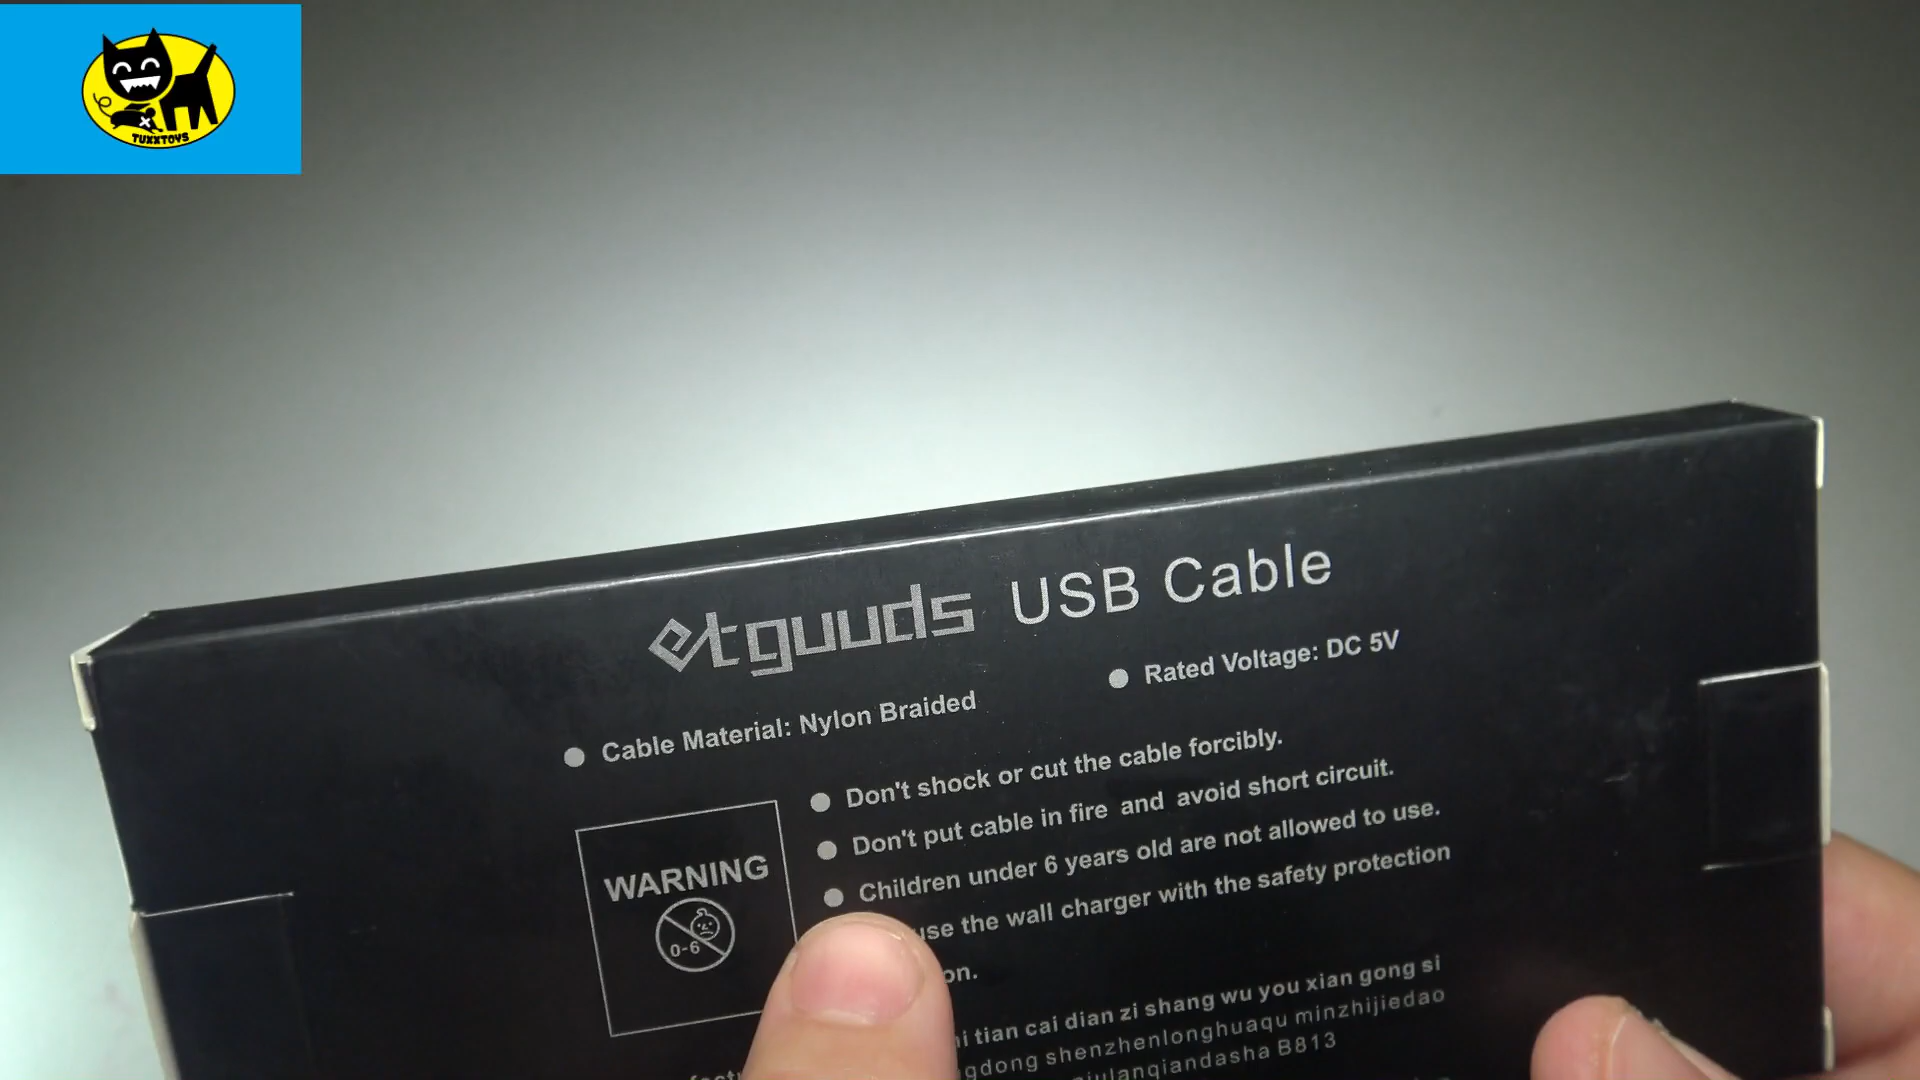 TUXXTOYS
etguuds USB Cable
Cable Material: Nylon Braided
Rated Voltage: DC 5V
Don't shock or cut the cable forcibly.
Don't put cable in fire and avoid short circuit.
Children under 6 years old are not allowed to use.
use the wall charger with the safety protection
WARNING
0-6
tian cai dian zi shang wu you xian gong si
shenzhenlonghuaqu minzhijiedao
B813